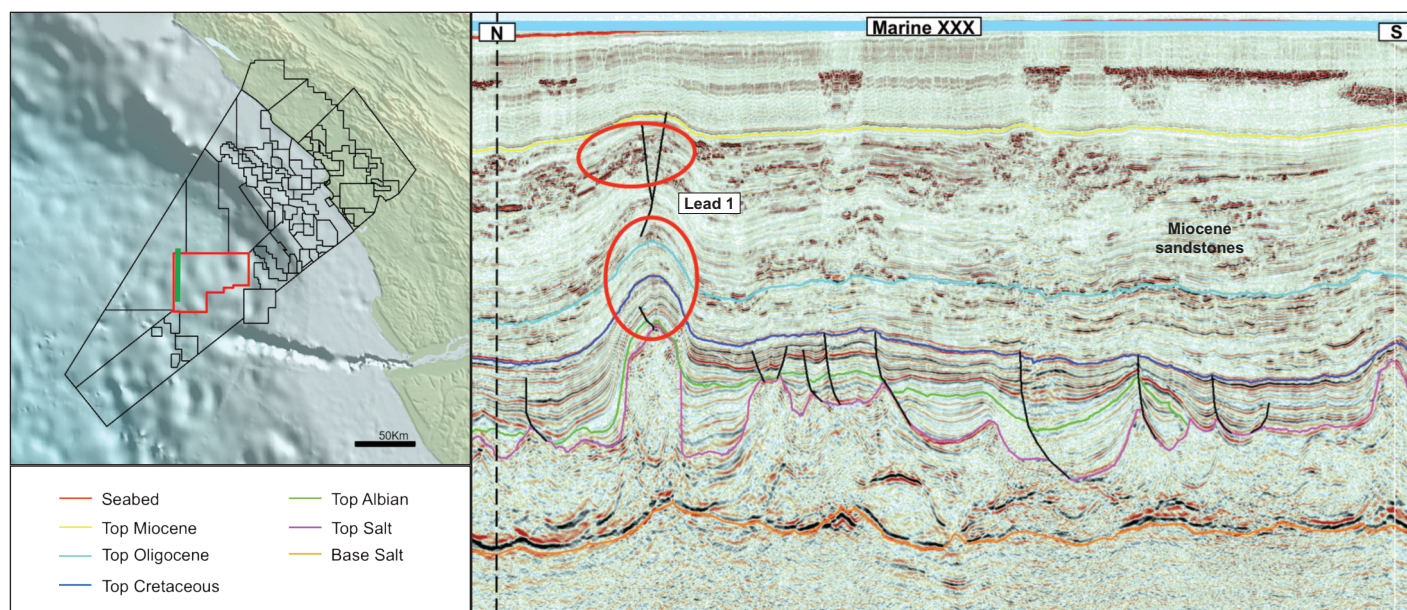 N
Marine XXX
S
Lead 1
Miocene
sandstones
50Km
Seabed
Top Miocene
Top Oligocene
Top Cretaceous
Top Albian
Top Salt
Base Salt